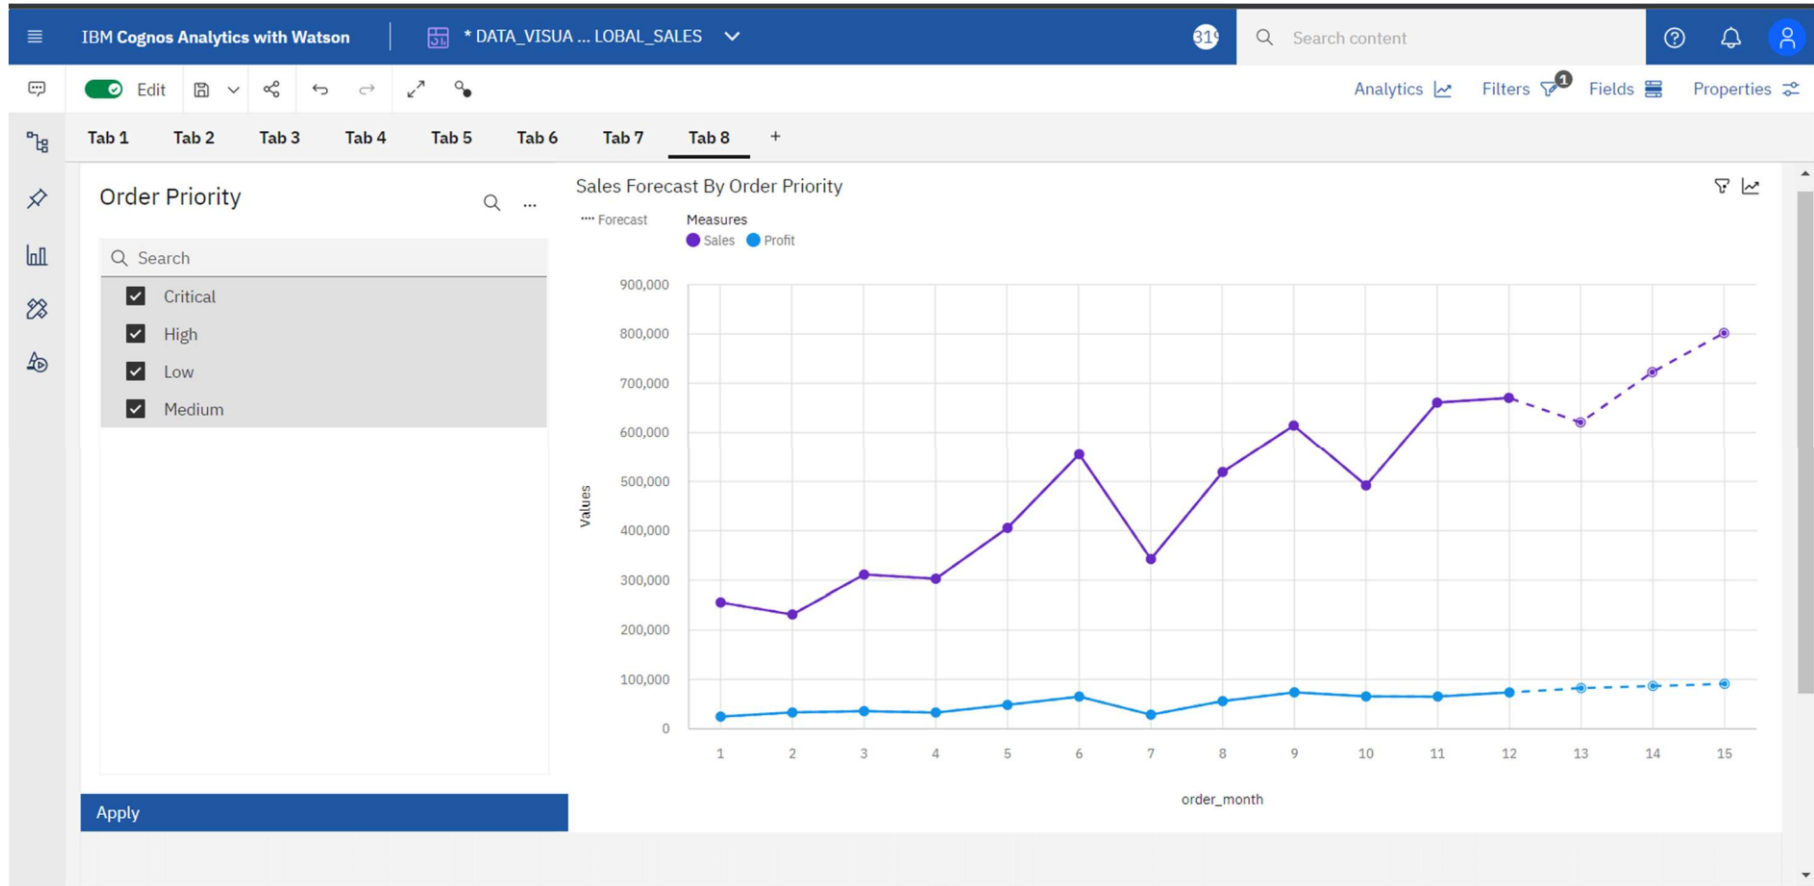 IBM Cognos Analytics with Watson
* DATA_VISUA ... LOBAL_SALES
Search content
Edit
Analytics
Filters
1
Fields
Properties
Tab 1 Tab 2 Tab 3 Tab 4 Tab 5 Tab 6 Tab 7 Tab 8 +
Order Priority
...
Search
Critical
High
Low
Medium
Apply
Sales Forecast By Order Priority
Forecast
Measures
Sales Profit
900,000
800,000
700,000
600,000
500,000
400,000
300,000
200,000
100,000
0
Values
1 2 3 4 5 6 7 8 9 10 11 12 13 14 15
order_month